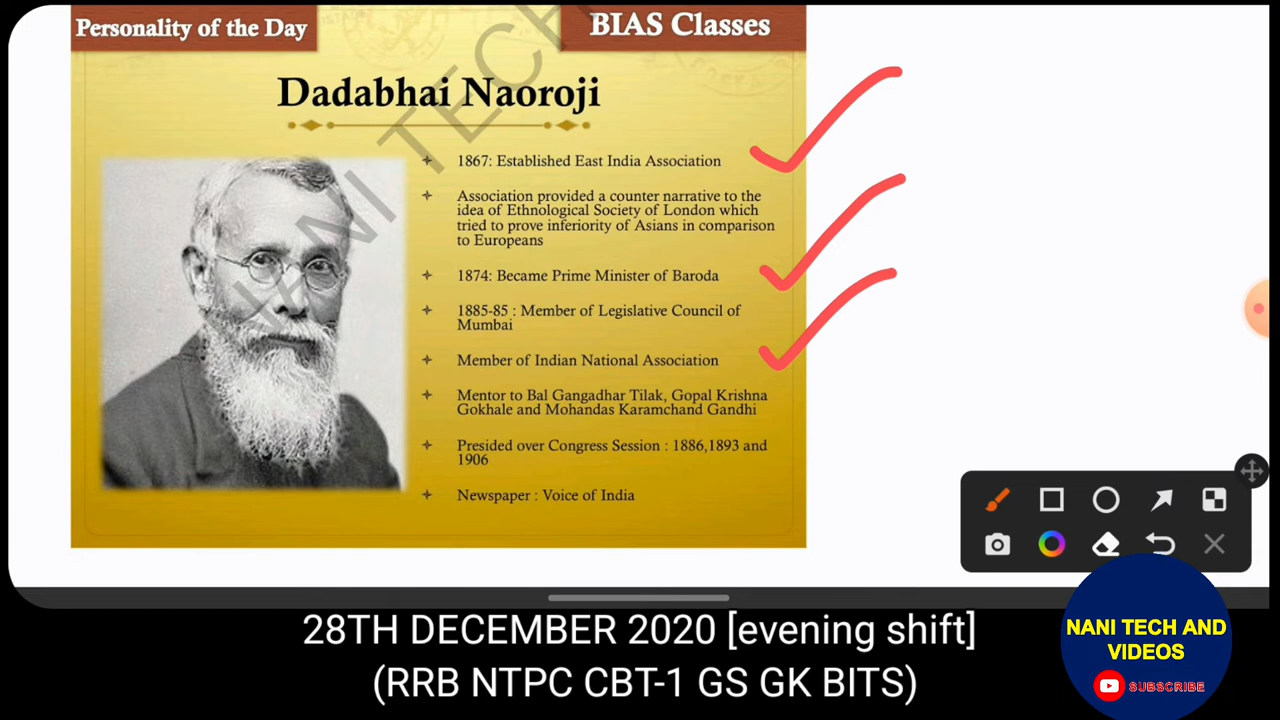 Personality of the Day
BIAS Classes
NANI TECH
Dadabhai Naoroji
1867: Established East India Association
Association provided a counter narrative to the
idea of Ethnological Society of London which
tried to prove inferiority of Asians in comparison
to Europeans
1874: Became Prime Minister of Baroda
1885-85 : Member of Legislative Council of
Mumbai
Member of Indian National Association
Mentor to Bal Gangadhar Tilak, Gopal Krishna
Gokhale and Mohandas Karamchand Gandhi
Presided over Congress Session : 1886,1893 and
1906
Newspaper : Voice of India
28TH DECEMBER 2020 [evening shift]
(RRB NTPC CBT-1 GS GK BITS)
NANI TECH AND
VIDEOS
SUBSCRIBE